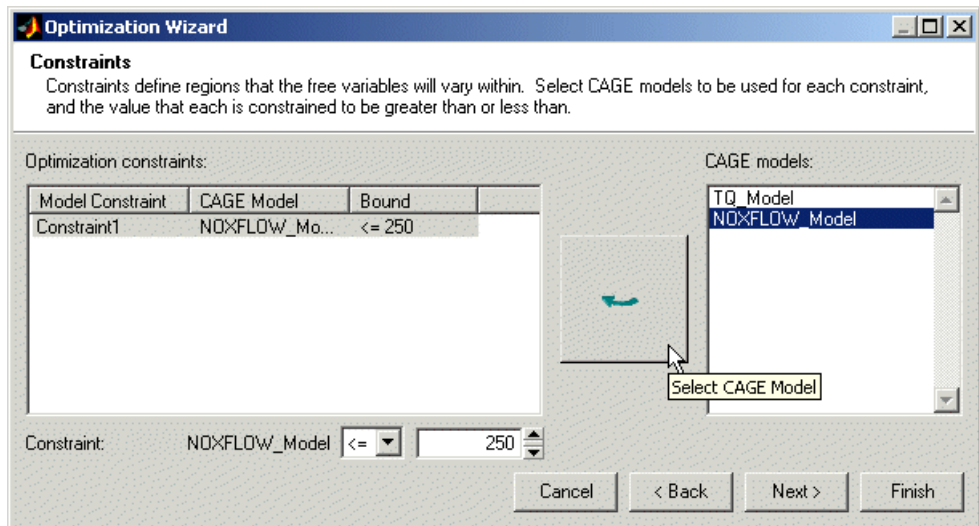 Optimization Wizard
Constraints
Constraints define regions that the free variables will vary within. Select CAGE models to be used for each constraint,
and the value that each is constrained to be greater than or less than.
Optimization constraints:
CAGE models:
Model Constraint CAGE Model Bound
Constraint1 NOXFLOW_Mo... <= 250
TQ_Model
NOXFLOW_Model
Select CAGE Model
Constraint: NOXFLOW_Model <= 250
Cancel < Back Next > Finish